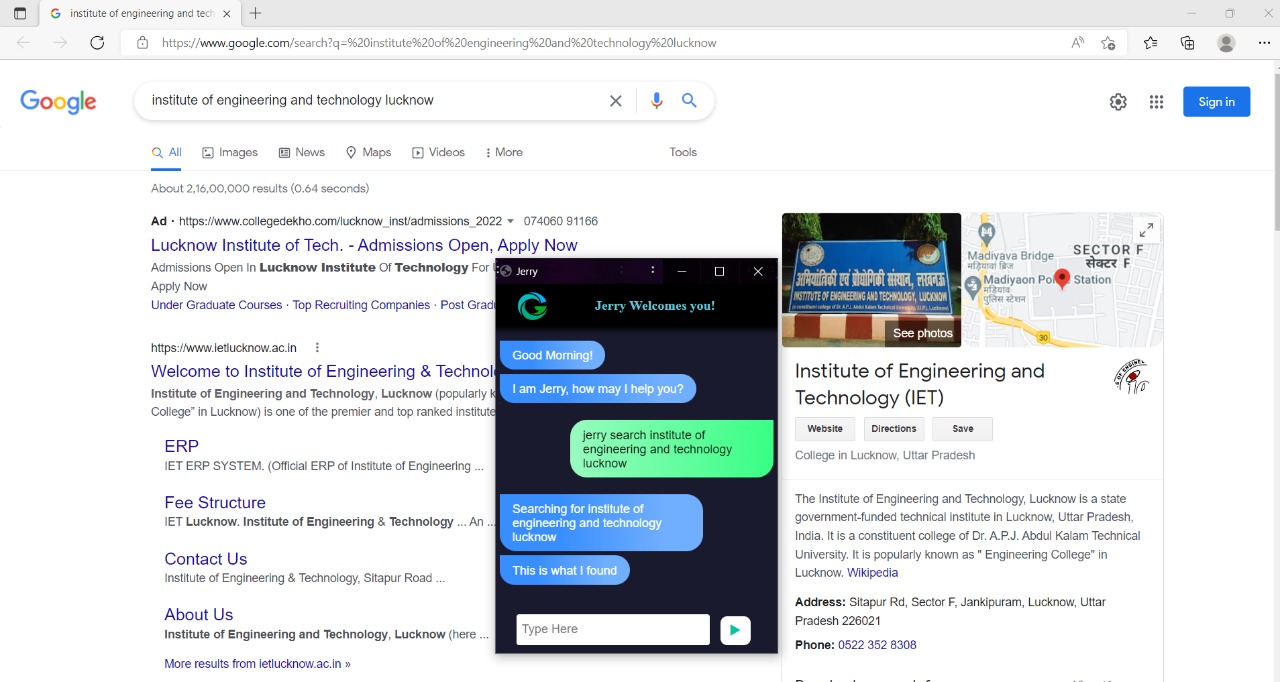 institute of engineering and tech
https://www.google.com/search?q=%20institute%20of%20engineering%20and%20technology%20lucknow
Google
institute of engineering and technology lucknow
Sign in
All
Images
News
Maps
Videos
More
Tools
About 2,16,00,000 results (0.64 seconds)
Ad · https://www.collegedekho.com/lucknow_inst/admissions_2022 074060 91166
Lucknow Institute of Tech. - Admissions Open, Apply Now
Admissions Open In Lucknow Institute Of Technology For
Apply Now
Under Graduate Courses · Top Recruiting Companies · Post Gradu
https://www.ietlucknow.ac.in
Welcome to Institute of Engineering & Technol
Institute of Engineering and Technology, Lucknow (popularly k
College" in Lucknow) is one of the premier and top ranked institute
ERP
IET ERP SYSTEM. (Official ERP of Institute of Engineering ...
Fee Structure
IET Lucknow. Institute of Engineering & Technology ... An ...
Contact Us
Institute of Engineering & Technology, Sitapur Road ...
About Us
Institute of Engineering and Technology, Lucknow (here ...
More results from ietlucknow.ac.in »
Jerry
Jerry Welcomes you!
Good Morning!
I am Jerry, how may I help you?
jerry search institute of
engineering and technology
lucknow
Searching for institute of
engineering and technology
lucknow
This is what I found
Type Here
अभियांत्रिकी एवं प्रौद्योगिकी संस्थान, लखनऊ
INSTITUTE OF ENGINEERING AND TECHNOLOGY, LUCKNOW
See photos
Madiyava Bridge
मड़ियांव ब्रिज
SECTOR F
सेक्टर F
Madiyaon Po Station
मड़ियांव
पुलिस स्टेशन
30
Institute of Engineering and
Technology (IET)
Website
Directions
Save
College in Lucknow, Uttar Pradesh
The Institute of Engineering and Technology, Lucknow is a state
government-funded technical institute in Lucknow, Uttar Pradesh,
India. It is a constituent college of Dr. A.P.J. Abdul Kalam Technical
University. It is popularly known as " Engineering College" in
Lucknow. Wikipedia
Address: Sitapur Rd, Sector F, Jankipuram, Lucknow, Uttar
Pradesh 226021
Phone: 0522 352 8308